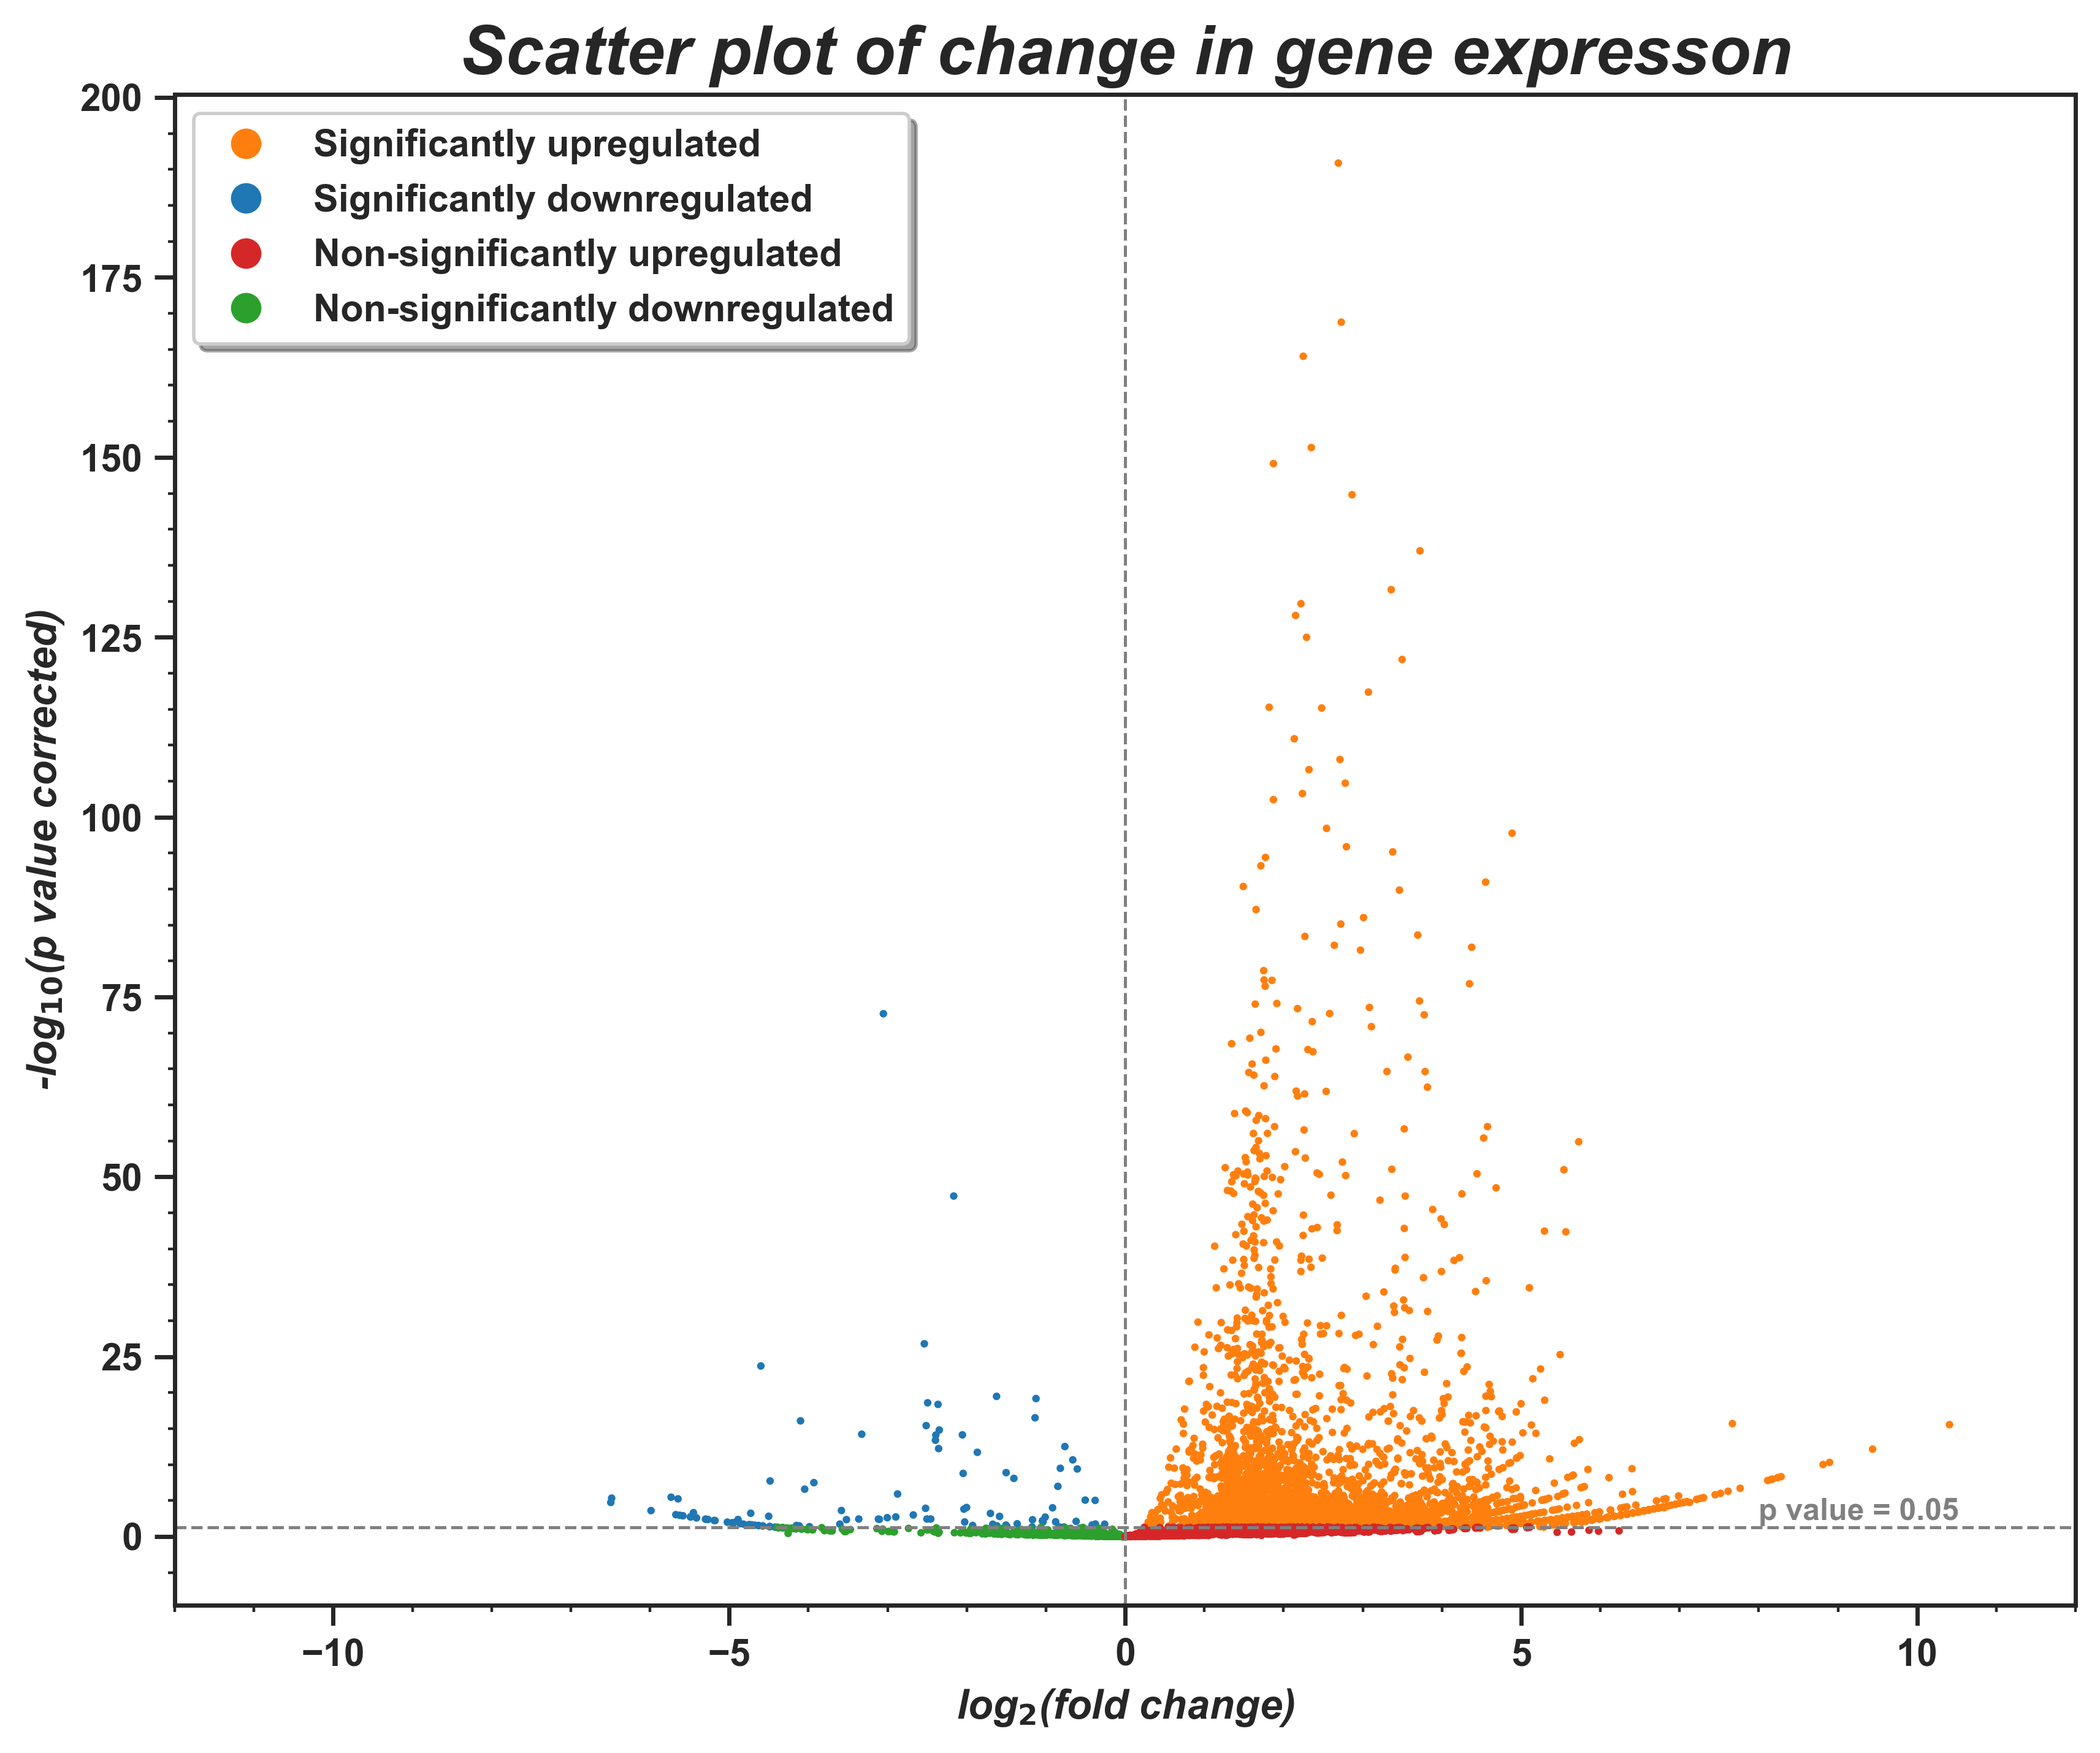 Scatter plot of change in gene expresson
200
175
150
125
100
75
50
25
0
-log₁₀(p value corrected)
Significantly upregulated
Significantly downregulated
Non-significantly upregulated
Non-significantly downregulated
p value = 0.05
−10
−5
0
5
10
log₂(fold change)